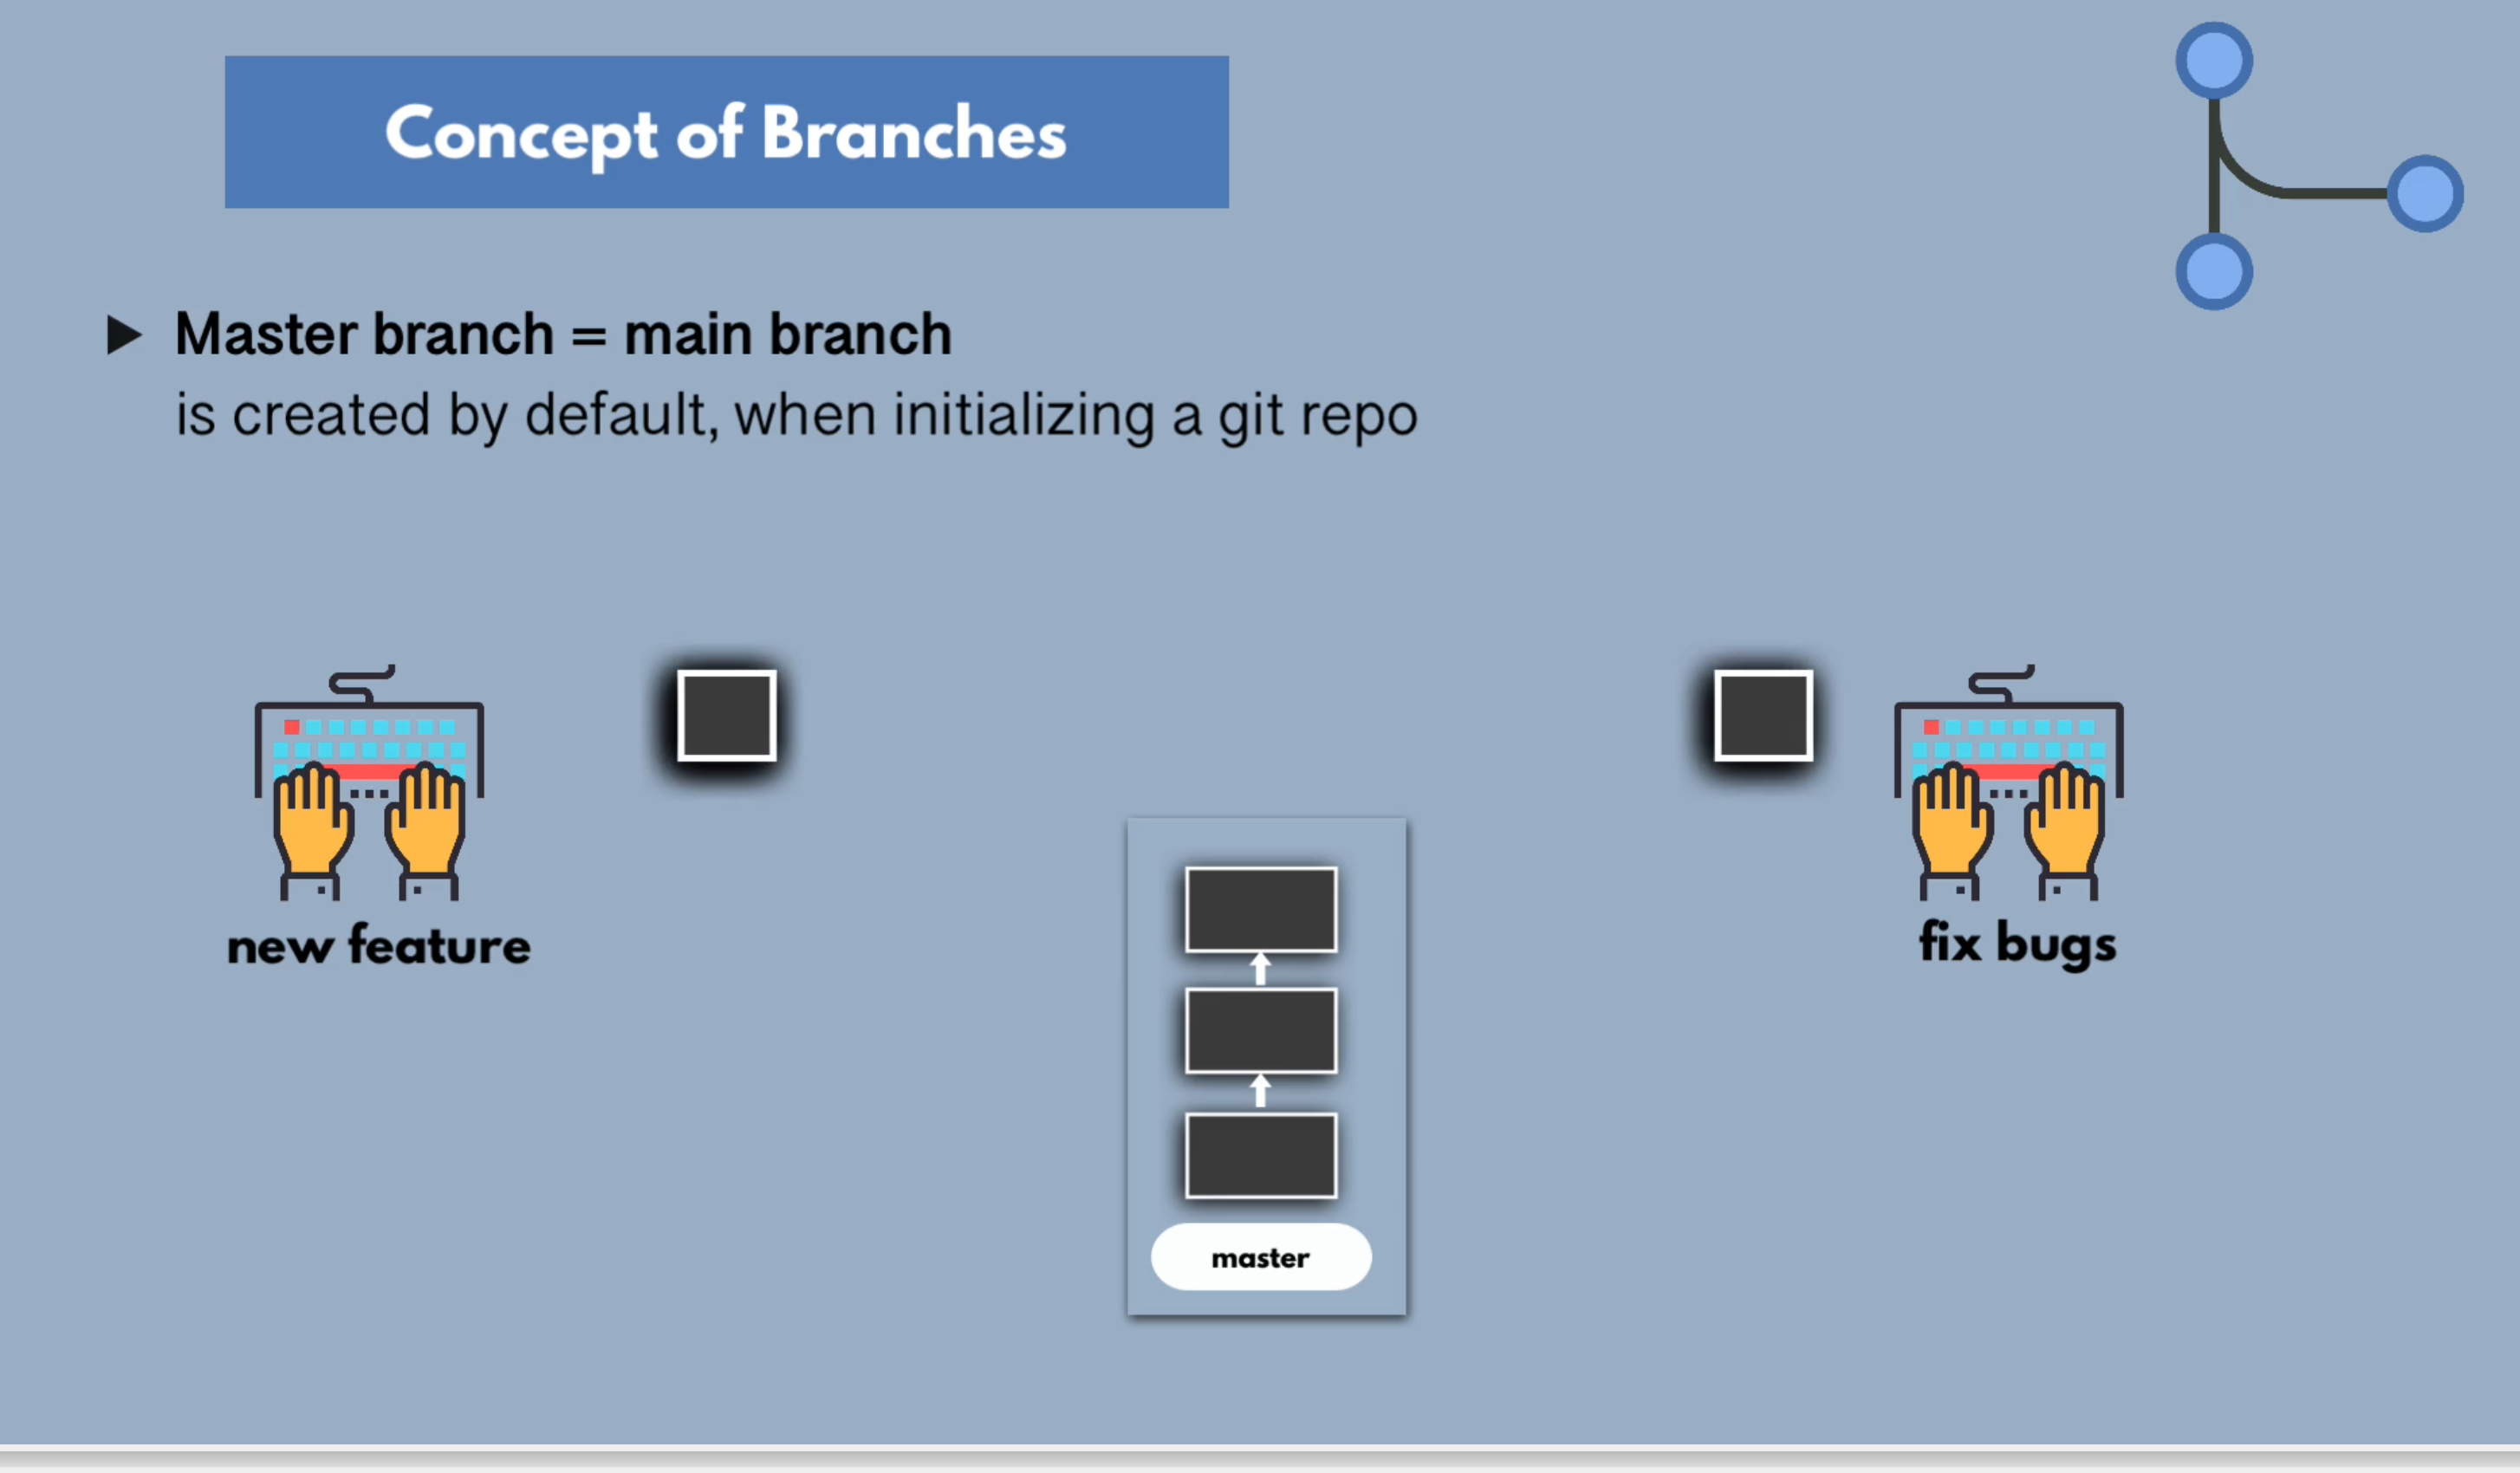 Concept of Branches
Master branch = main branch
is created by default, when initializing a git repo
new feature
fix bugs
master